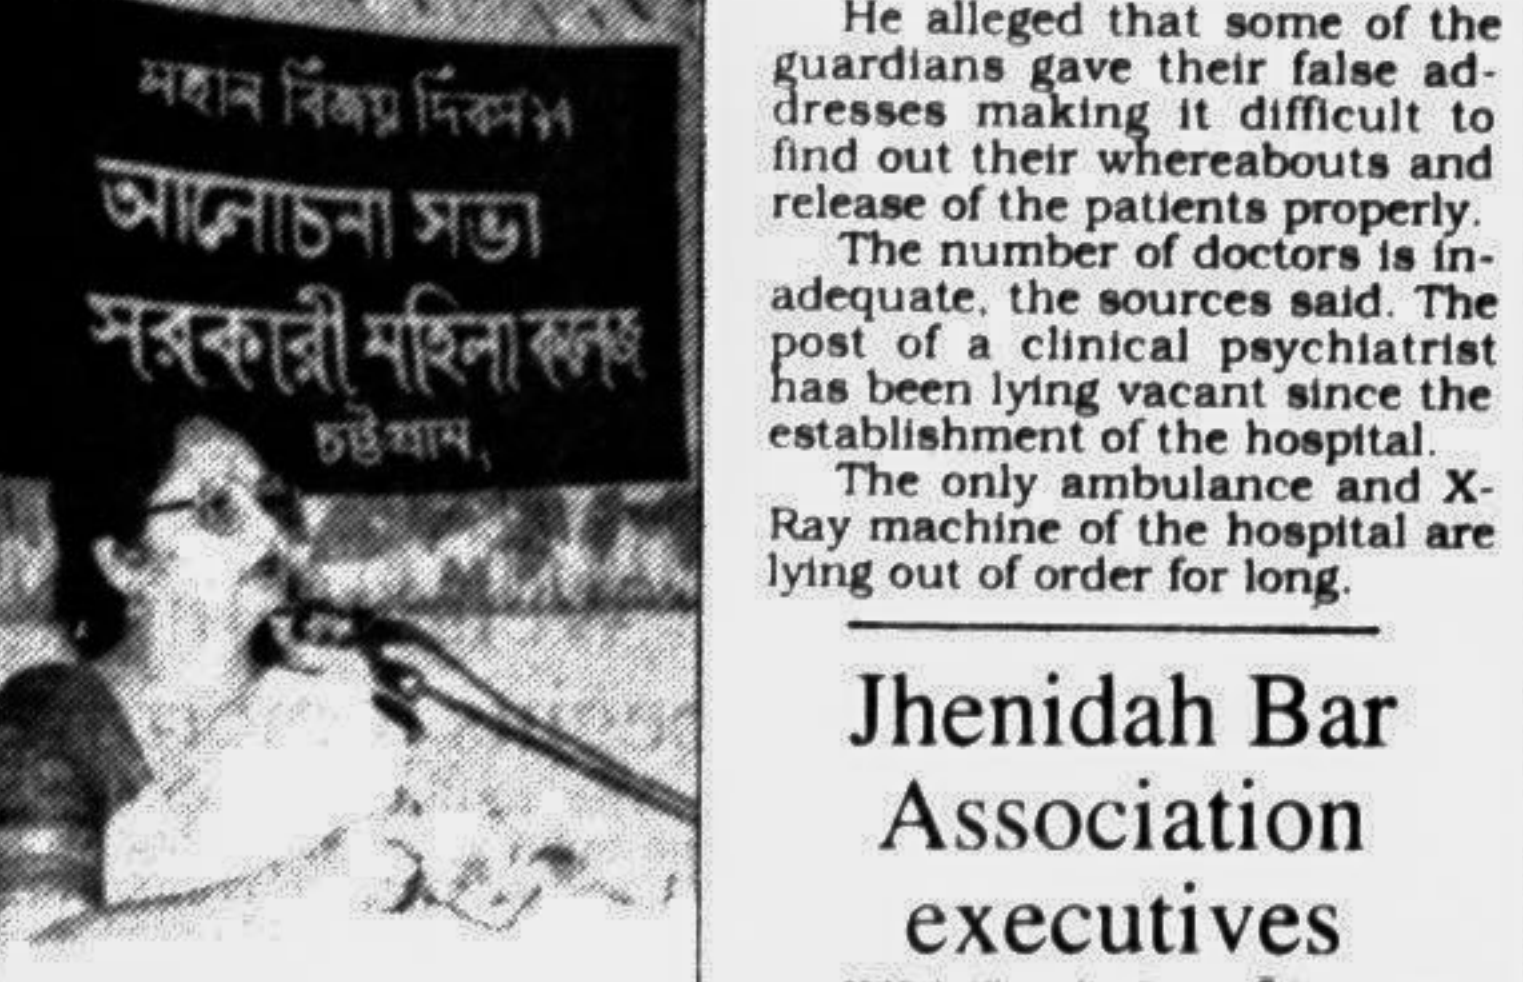 মহান বিজয় দিবস ৯৭
আলোচনা সভা
সরকারী মহিলা কলেজ
চট্টগ্রাম,
He alleged that some of the
guardians gave their false ad-
dresses making it difficult to
find out their whereabouts and
release of the patients properly.
The number of doctors is in-
adequate, the sources said. The
post of a clinical psychiatrist
has been lying vacant since the
establishment of the hospital.
The only ambulance and X-
Ray machine of the hospital are
lying out of order for long.
Jhenidah Bar
Association
executives